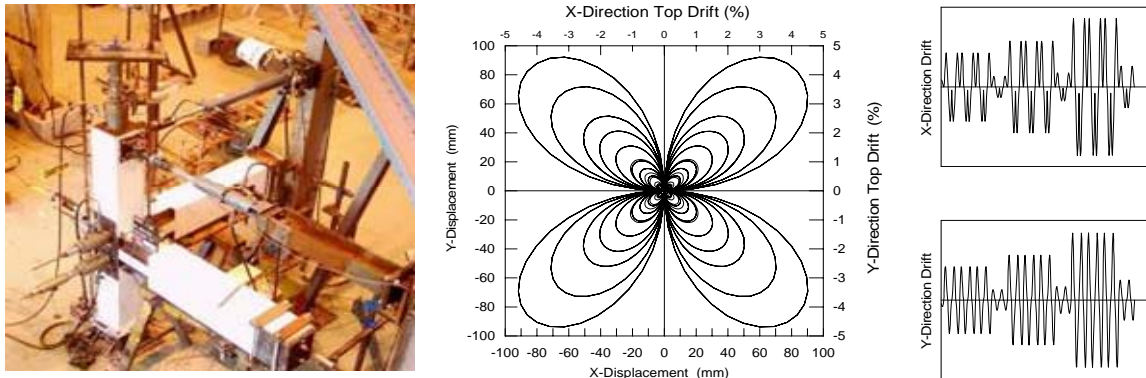 X-Direction Top Drift (%)
-5 -4 -3 -2 -1 0 1 2 3 4 5
100
80
60
40
20
0
-20
-40
-60
-80
-100
Y-Displacement (mm)
5
4
3
2
1
0
-1
-2
-3
-4
-5
Y-Direction Top Drift (%)
-100 -80 -60 -40 -20 0 20 40 60 80 100
X-Displacement (mm)
X-Direction Drift
Y-Direction Drift